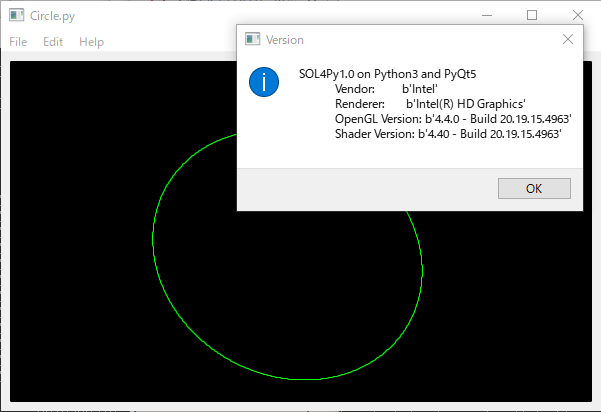 Circle.py
File Edit Help
Version
SOL4Py1.0 on Python3 and PyQt5
Vendor: b'Intel'
Renderer: b'Intel(R) HD Graphics'
OpenGL Version: b'4.4.0 - Build 20.19.15.4963'
Shader Version: b'4.40 - Build 20.19.15.4963'
OK